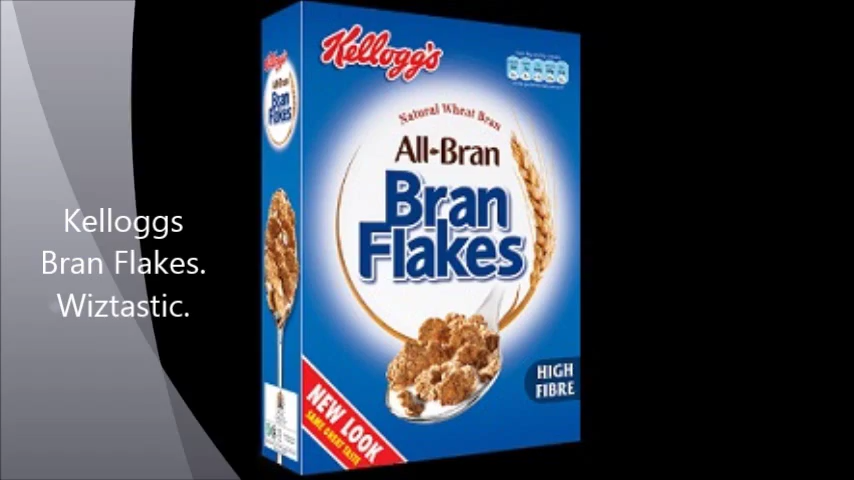 Kelloggs
Bran Flakes.
Wiztastic.
Kellogg's
All-Bran
Bran
Flakes
Kellogg's
Natural Wheat Bran
All-Bran
Bran
Flakes
HIGH
FIBRE
NEW LOOK
SAME GREAT TASTE